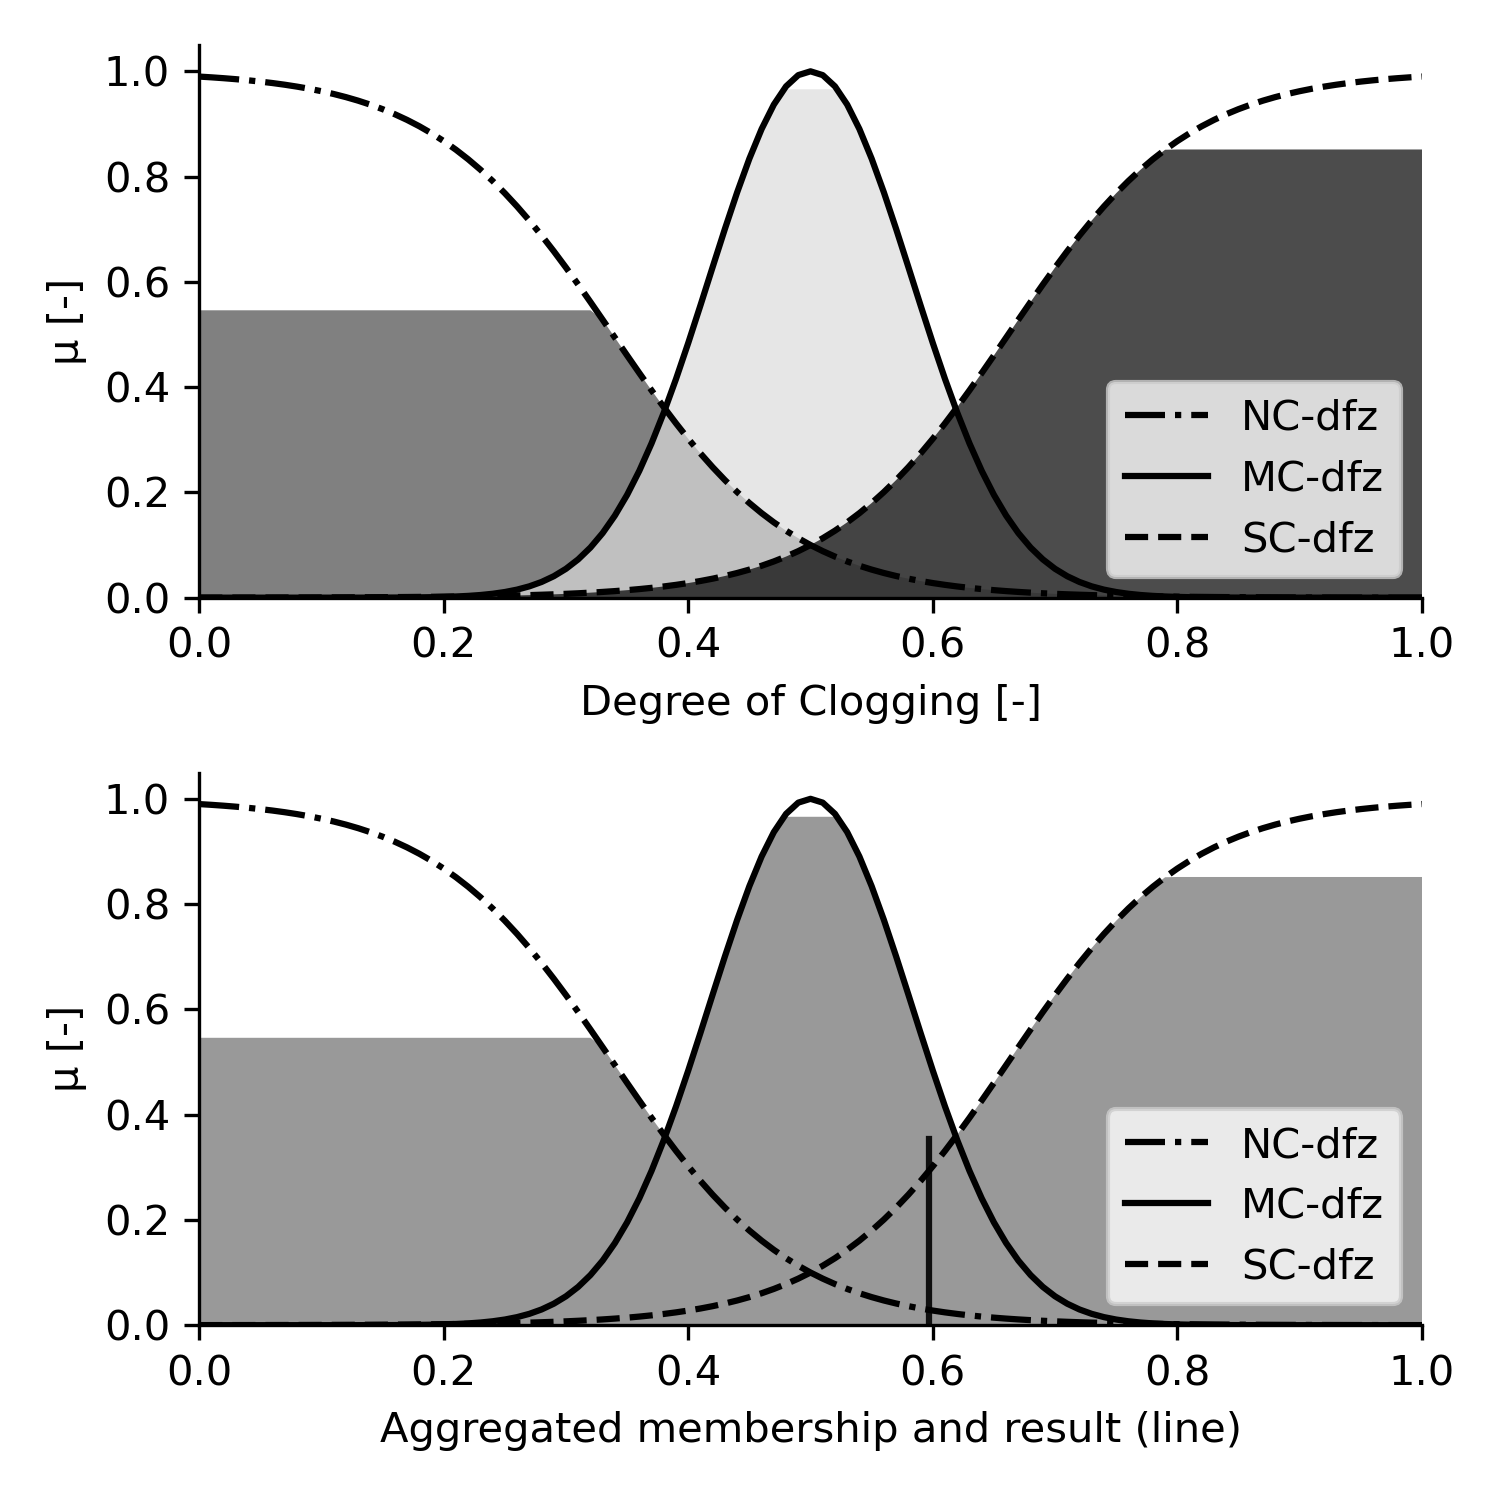 1.0
0.8
0.6
0.4
0.2
0.0
µ [-]
NC-dfz
MC-dfz
SC-dfz
0.0 0.2 0.4 0.6 0.8 1.0
Degree of Clogging [-]
1.0
0.8
0.6
0.4
0.2
0.0
µ [-]
NC-dfz
MC-dfz
SC-dfz
0.0 0.2 0.4 0.6 0.8 1.0
Aggregated membership and result (line)